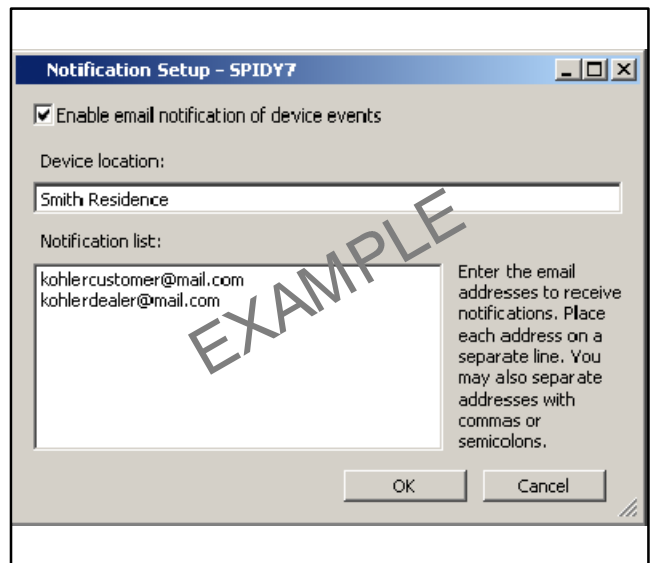 Notification Setup - SPIDY7
Enable email notification of device events
Device location:
Smith Residence
Notification list:
kohlercustomer@mail.com
kohlerdealer@mail.com
Enter the email
addresses to receive
notifications. Place
each address on a
separate line. You
may also separate
addresses with
commas or
semicolons.
EXAMPLE
OK
Cancel